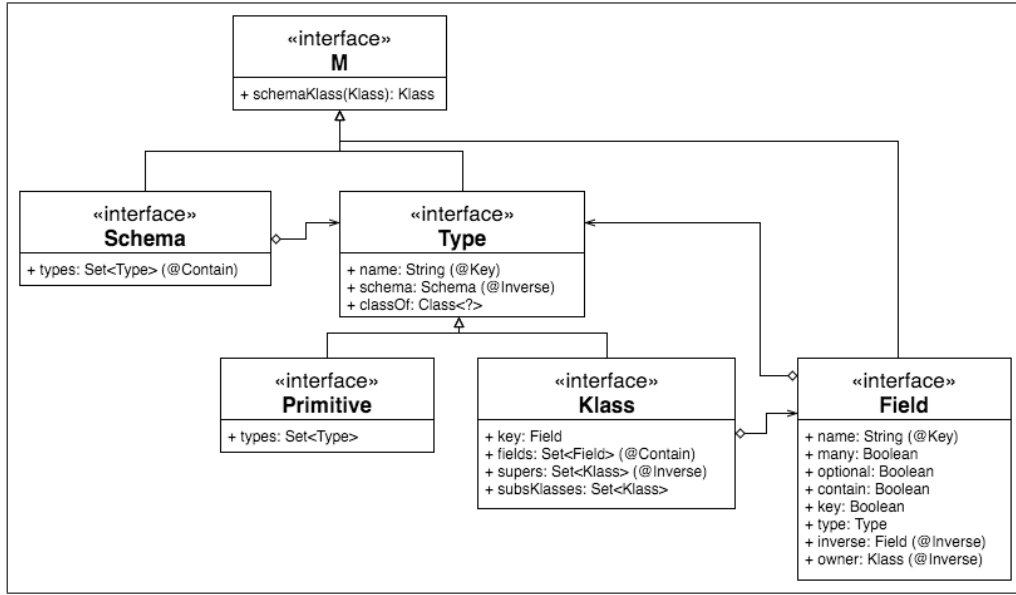 «interface»
M
+ schemaKlass(Klass): Klass
«interface»
Schema
+ types: Set<Type> (@Contain)
«interface»
Type
+ name: String (@Key)
+ schema: Schema (@Inverse)
+ classOf: Class<?>
«interface»
Primitive
+ types: Set<Type>
«interface»
Klass
+ key: Field
+ fields: Set<Field> (@Contain)
+ supers: Set<Klass> (@Inverse)
+ subsKlasses: Set<Klass>
«interface»
Field
+ name: String (@Key)
+ many: Boolean
+ optional: Boolean
+ contain: Boolean
+ key: Boolean
+ type: Type
+ inverse: Field (@Inverse)
+ owner: Klass (@Inverse)